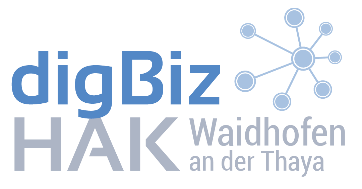 digBiz
HAK
Waidhofen
an der Thaya